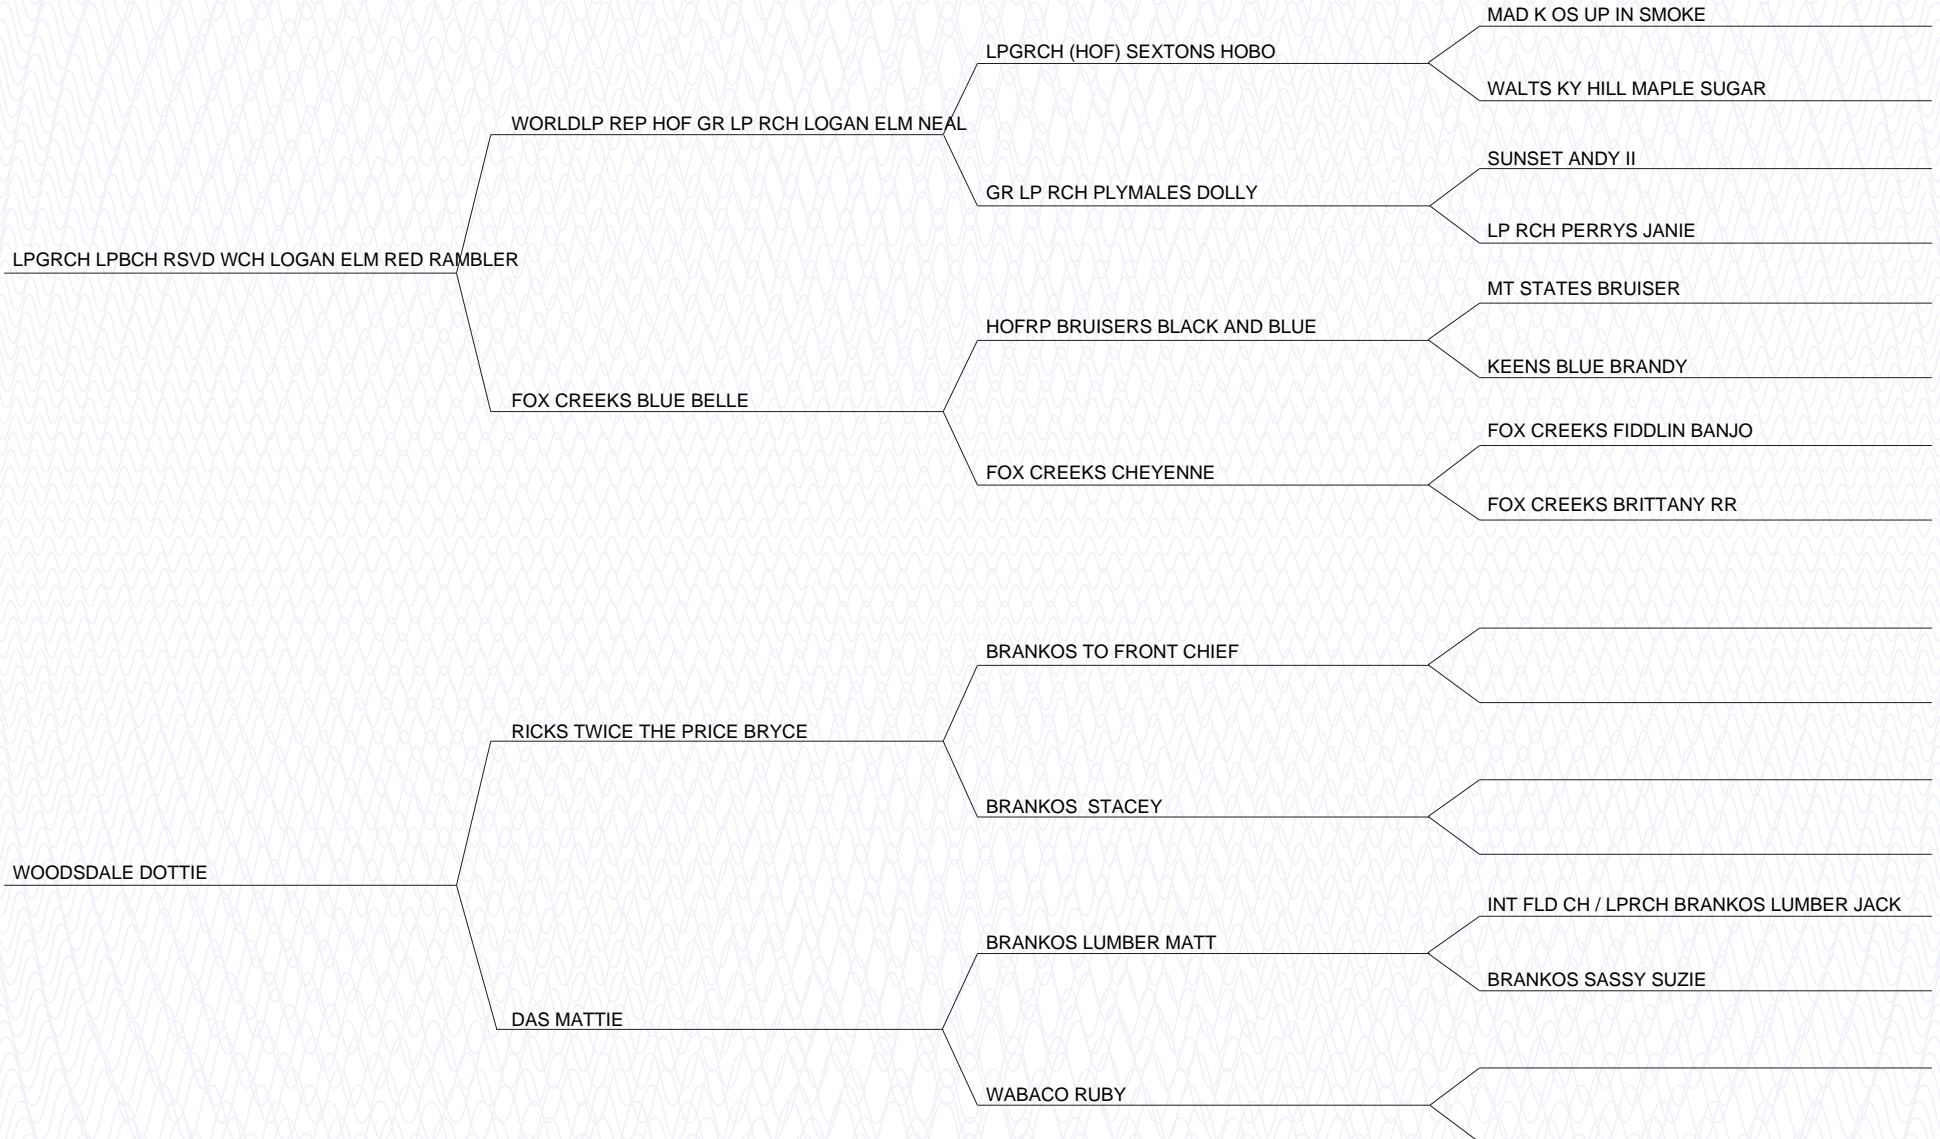 MAD K OS UP IN SMOKE
LPGRCH (HOF) SEXTONS HOBO
WALTS KY HILL MAPLE SUGAR
WORLDLP REP HOF GR LP RCH LOGAN ELM NEAL
SUNSET ANDY II
GR LP RCH PLYMALES DOLLY
LP RCH PERRYS JANIE
LPGRCH LPBCH RSVD WCH LOGAN ELM RED RAMBLER
MT STATES BRUISER
HOFRP BRUISERS BLACK AND BLUE
KEENS BLUE BRANDY
FOX CREEKS BLUE BELLE
FOX CREEKS FIDDLIN BANJO
FOX CREEKS CHEYENNE
FOX CREEKS BRITTANY RR
BRANKOS TO FRONT CHIEF
RICKS TWICE THE PRICE BRYCE
BRANKOS  STACEY
WOODSDALE DOTTIE
INT FLD CH / LPRCH BRANKOS LUMBER JACK
BRANKOS LUMBER MATT
BRANKOS SASSY SUZIE
DAS MATTIE
WABACO RUBY